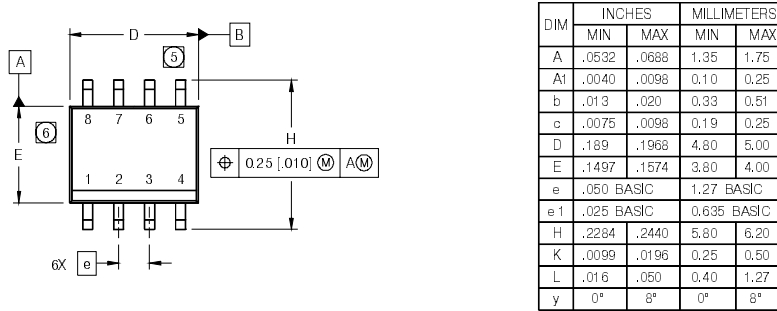 D
B
5
A
8 7 6 5
6
E
H
⌖ 0.25 [.010] Ⓜ AⓂ
1 2 3 4
6X e
DIM INCHES MILLIMETERS
MIN MAX MIN MAX
A .0532 .0688 1.35 1.75
A1 .0040 .0098 0.10 0.25
b .013 .020 0.33 0.51
c .0075 .0098 0.19 0.25
D .189 .1968 4.80 5.00
E .1497 .1574 3.80 4.00
e .050 BASIC 1.27 BASIC
e 1 .025 BASIC 0.635 BASIC
H .2284 .2440 5.80 6.20
K .0099 .0196 0.25 0.50
L .016 .050 0.40 1.27
y 0° 8° 0° 8°